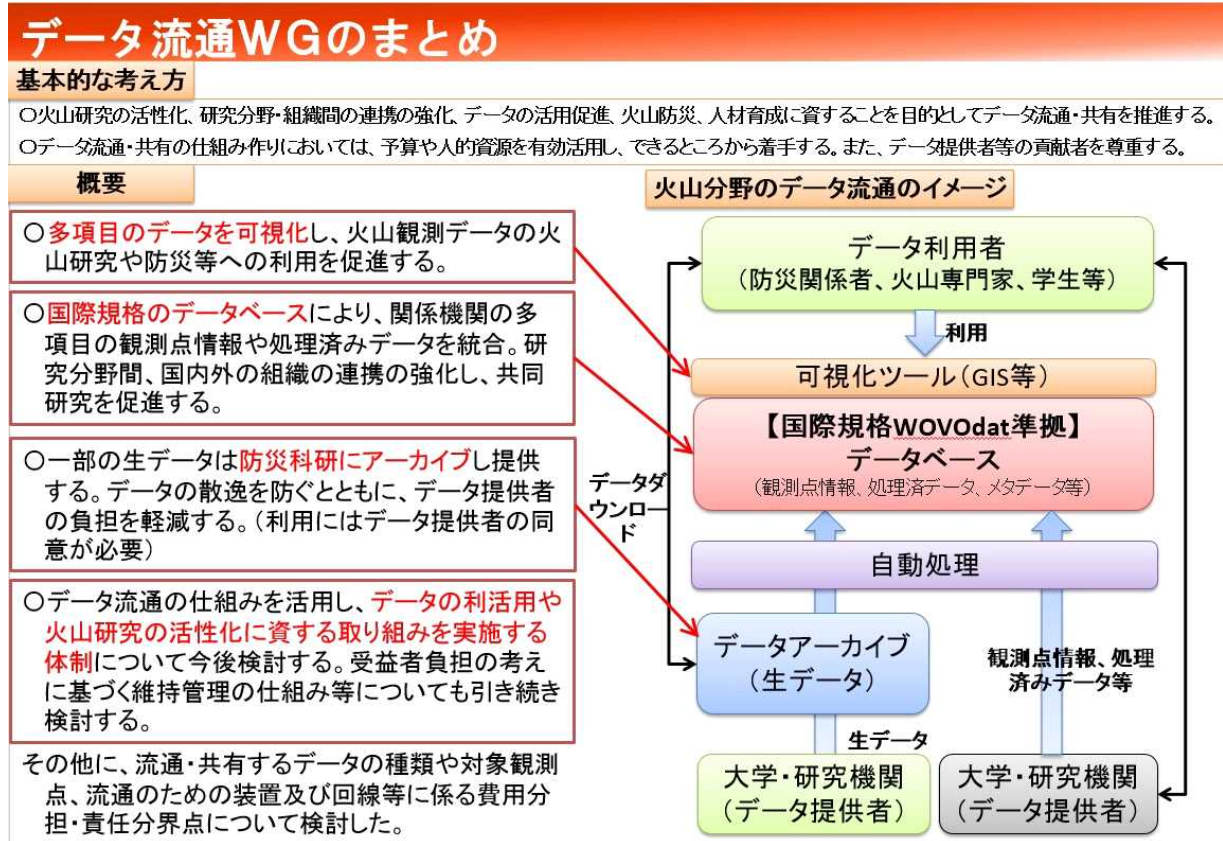 データ流通WGのまとめ
基本的な考え方
○火山研究の活性化、研究分野・組織間の連携の強化、データの活用促進、火山防災、人材育成に資することを目的としてデータ流通・共有を推進する。
○データ流通・共有の仕組み作りにおいては、予算や人的資源を有効活用し、できるところから着手する。また、データ提供者等の貢献者を尊重する。
概要
○多項目のデータを可視化し、火山観測データの火
山研究や防災等への利用を促進する。
○国際規格のデータベースにより、関係機関の多
項目の観測点情報や処理済みデータを統合。研
究分野間、国内外の組織の連携の強化し、共同
研究を促進する。
○一部の生データは防災科研にアーカイブし提供
する。データの散逸を防ぐとともに、データ提供者
の負担を軽減する。（利用にはデータ提供者の同
意が必要）
○データ流通の仕組みを活用し、データの利活用や
火山研究の活性化に資する取り組みを実施する
体制について今後検討する。受益者負担の考え
に基づく維持管理の仕組み等についても引き続き
検討する。
その他に、流通・共有するデータの種類や対象観測
点、流通のための装置及び回線等に係る費用分
担・責任分界点について検討した。
火山分野のデータ流通のイメージ
データ利用者
（防災関係者、火山専門家、学生等）
利用
可視化ツール（GIS等）
【国際規格WOVOdat準拠】
データベース
（観測点情報、処理済データ、メタデータ等）
データダ
ウンロー
ド
自動処理
データアーカイブ
（生データ）
観測点情報、処理
済みデータ等
生データ
大学・研究機関
（データ提供者）
大学・研究機関
（データ提供者）